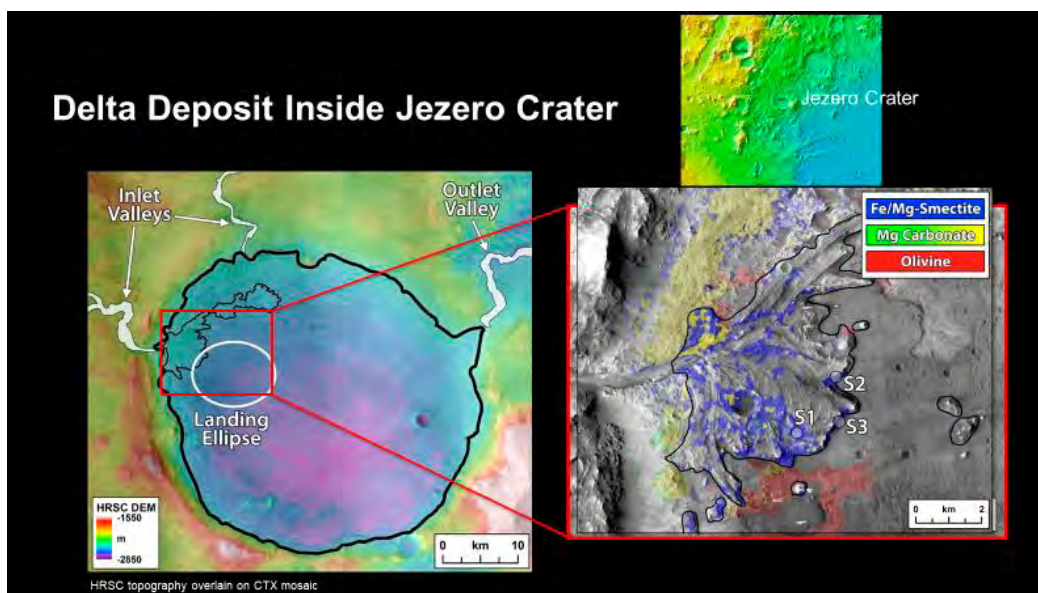 Delta Deposit Inside Jezero Crater
Jezero Crater
Inlet
Valleys
Outlet
Valley
Landing
Ellipse
HRSC DEM
-1550
m
-2850
km
0
10
HRSC topography overlain on CTX mosaic
Fe/Mg-Smectite
Mg Carbonate
Olivine
S2
S1
S3
km
0
2